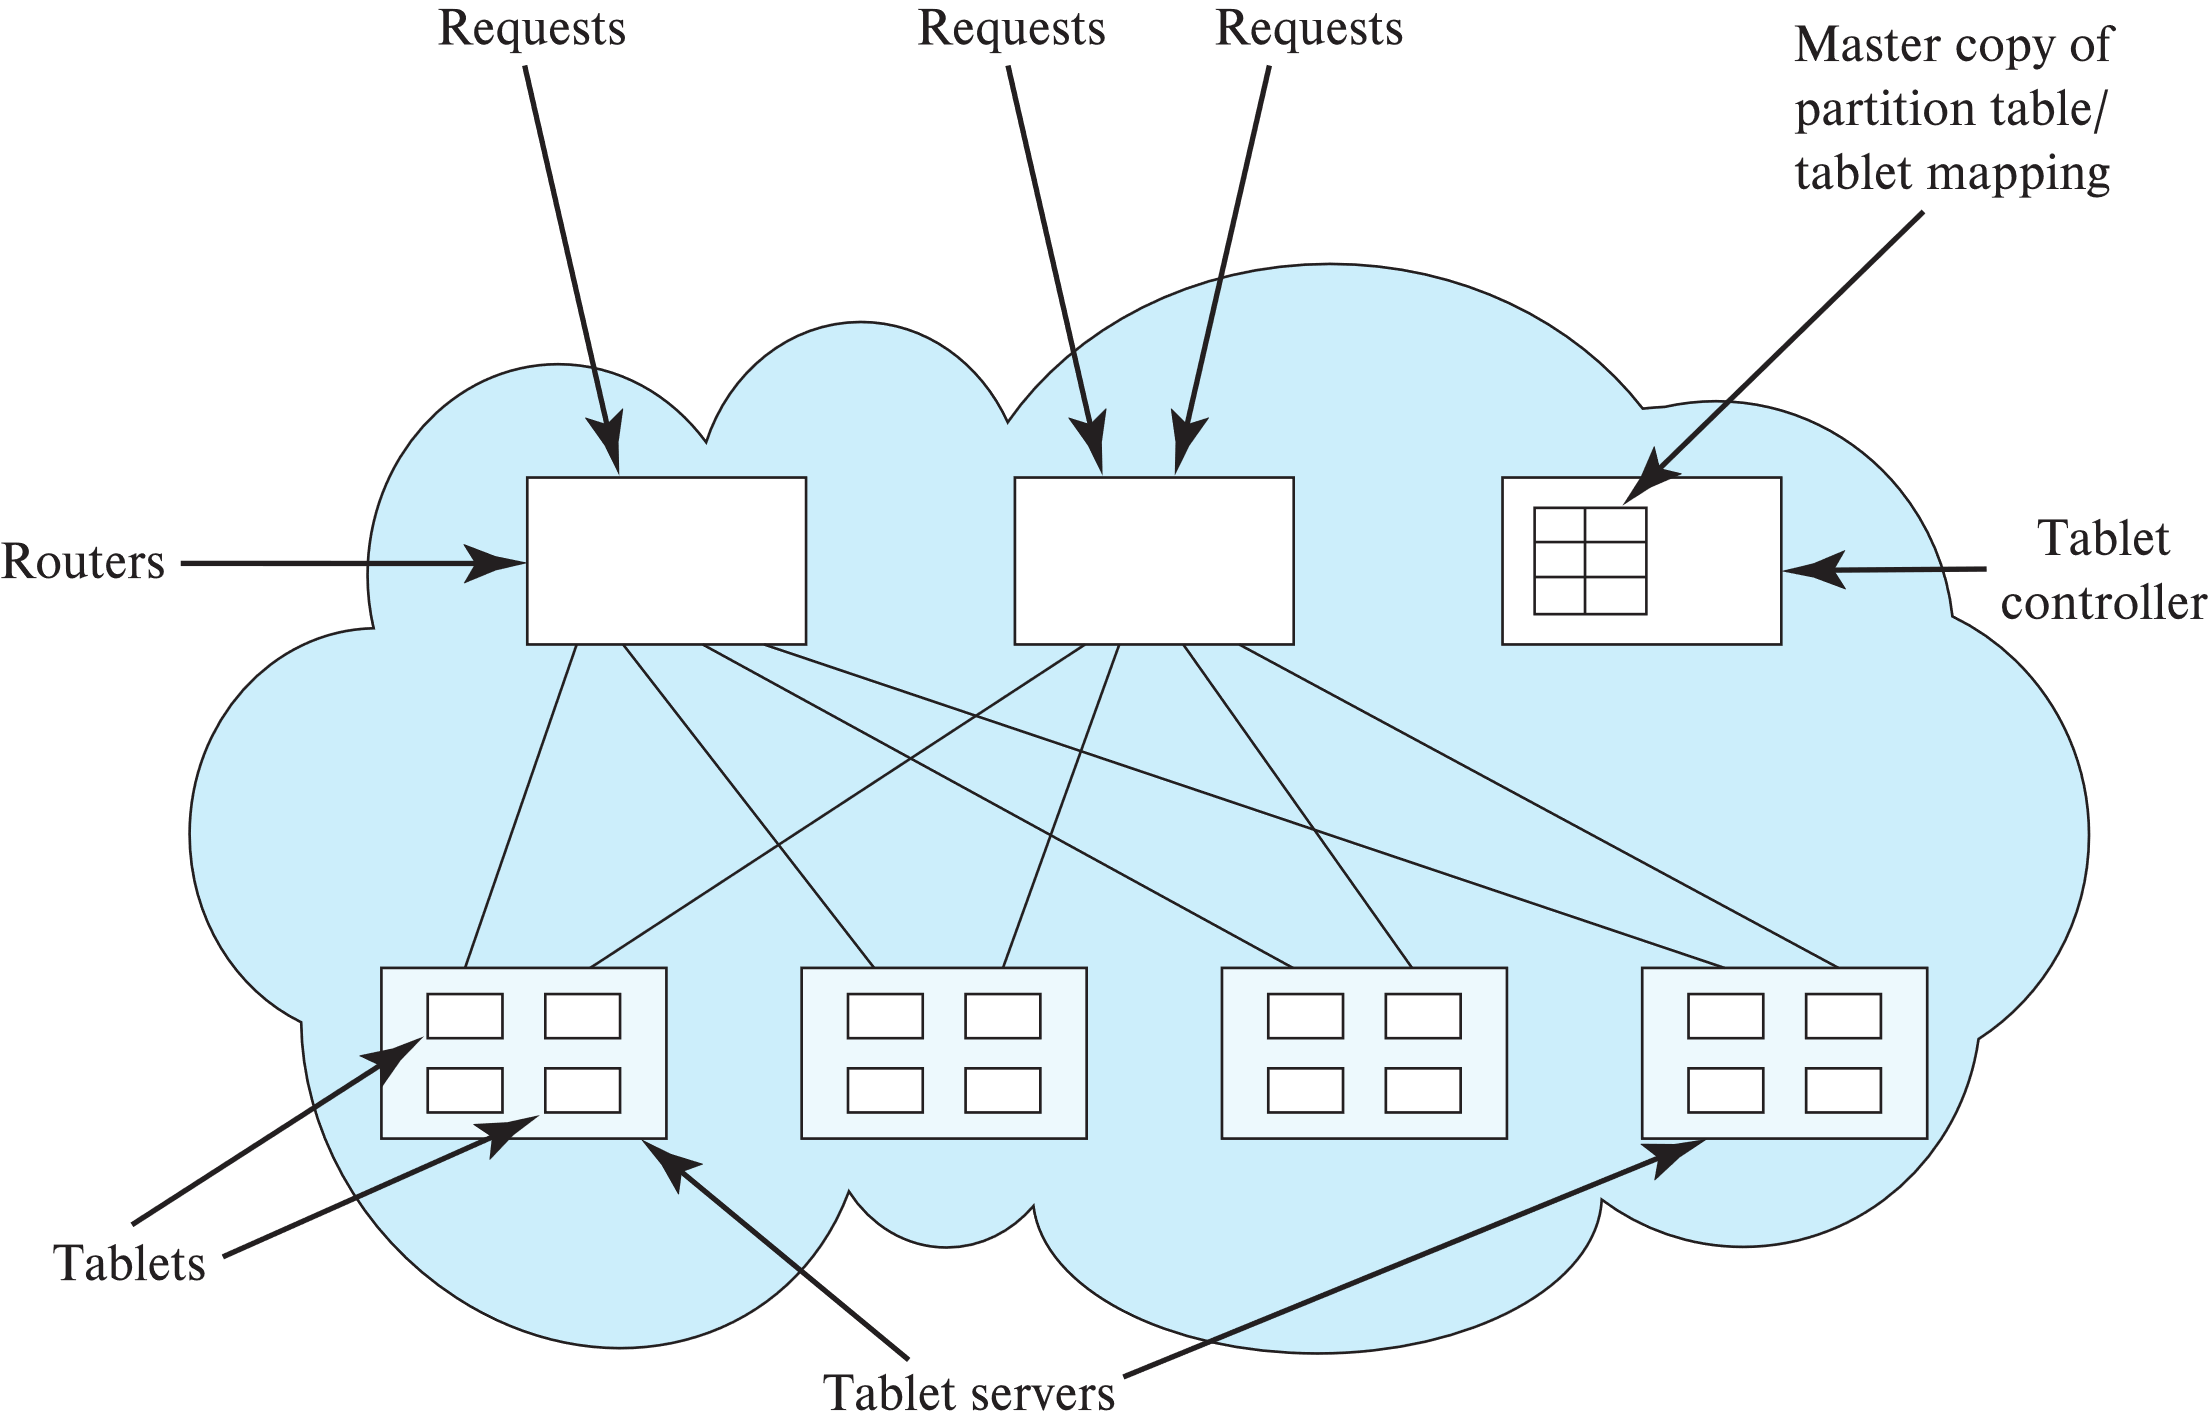 Requests
Requests
Requests
Master copy of
partition table/
tablet mapping
Routers
Tablet
controller
Tablets
Tablet servers